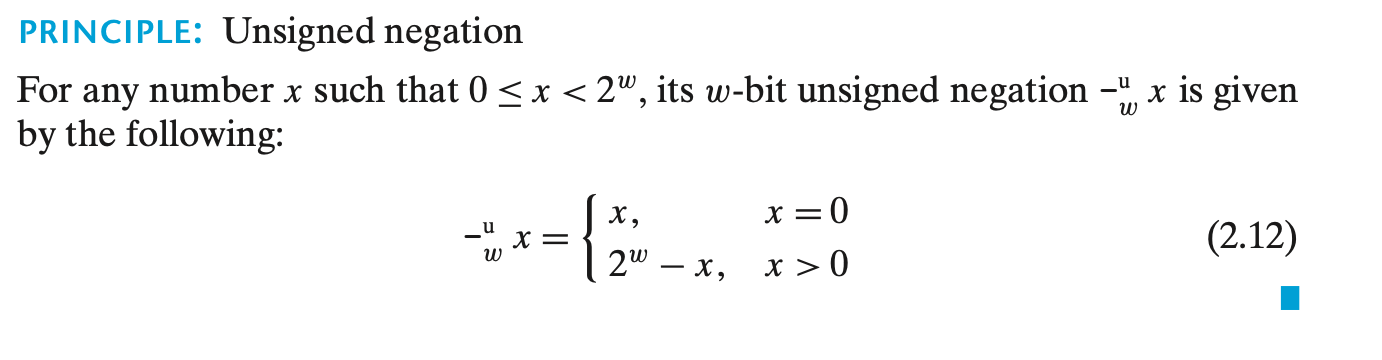 PRINCIPLE: Unsigned negation
For any number x such that 0 ≤ x < 2^w, its w-bit unsigned negation -^u_w x is given
by the following:
-^u_w x = { x, x = 0
2^w − x, x > 0
(2.12)